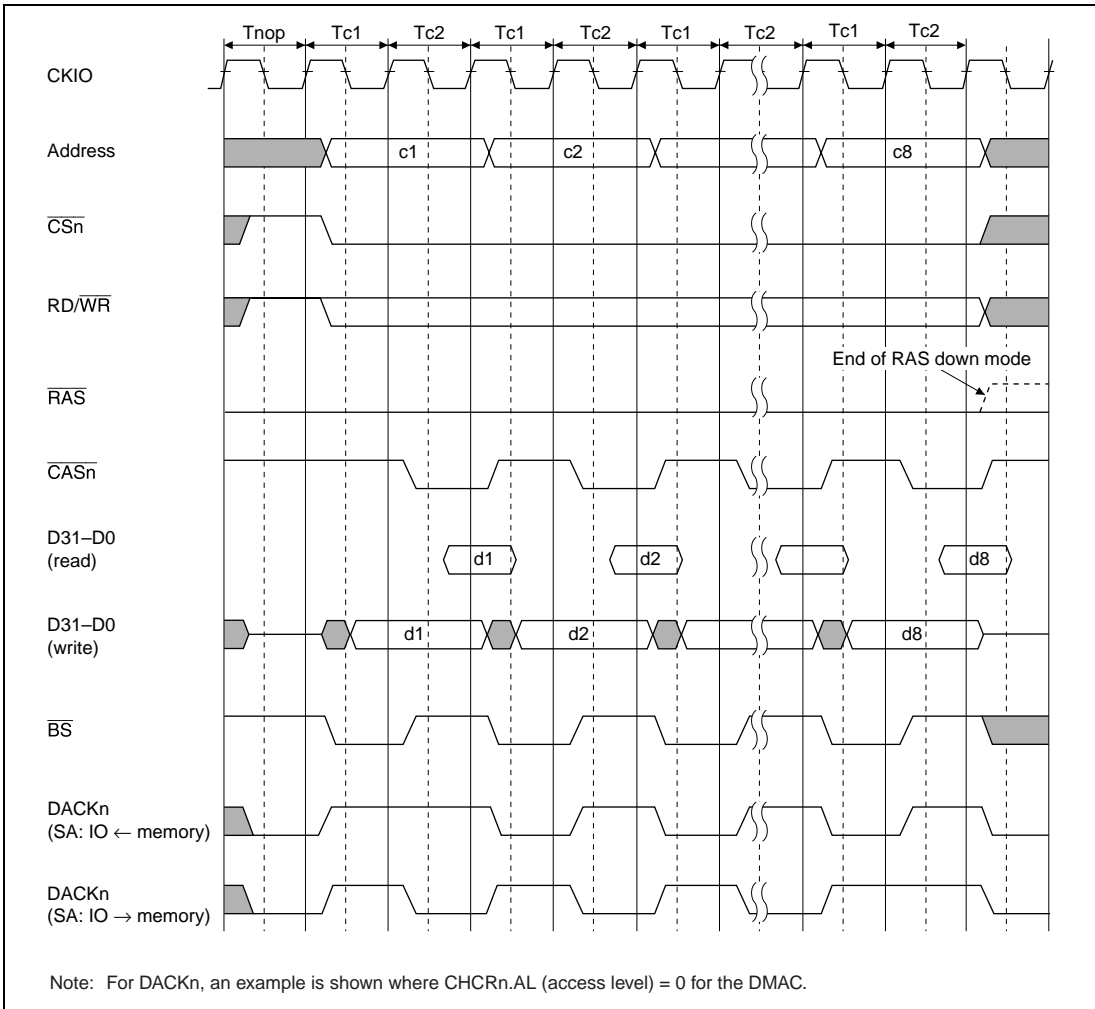 Tnop Tc1 Tc2 Tc1 Tc2 Tc1 Tc2 Tc1 Tc2
CKIO
Address c1 c2 c8
CSn
RD/WR
End of RAS down mode
RAS
CASn
D31–D0
(read) d1 d2 d8
D31–D0
(write) d1 d2 d8
BS
DACKn
(SA: IO ← memory)
DACKn
(SA: IO → memory)
Note: For DACKn, an example is shown where CHCRn.AL (access level) = 0 for the DMAC.